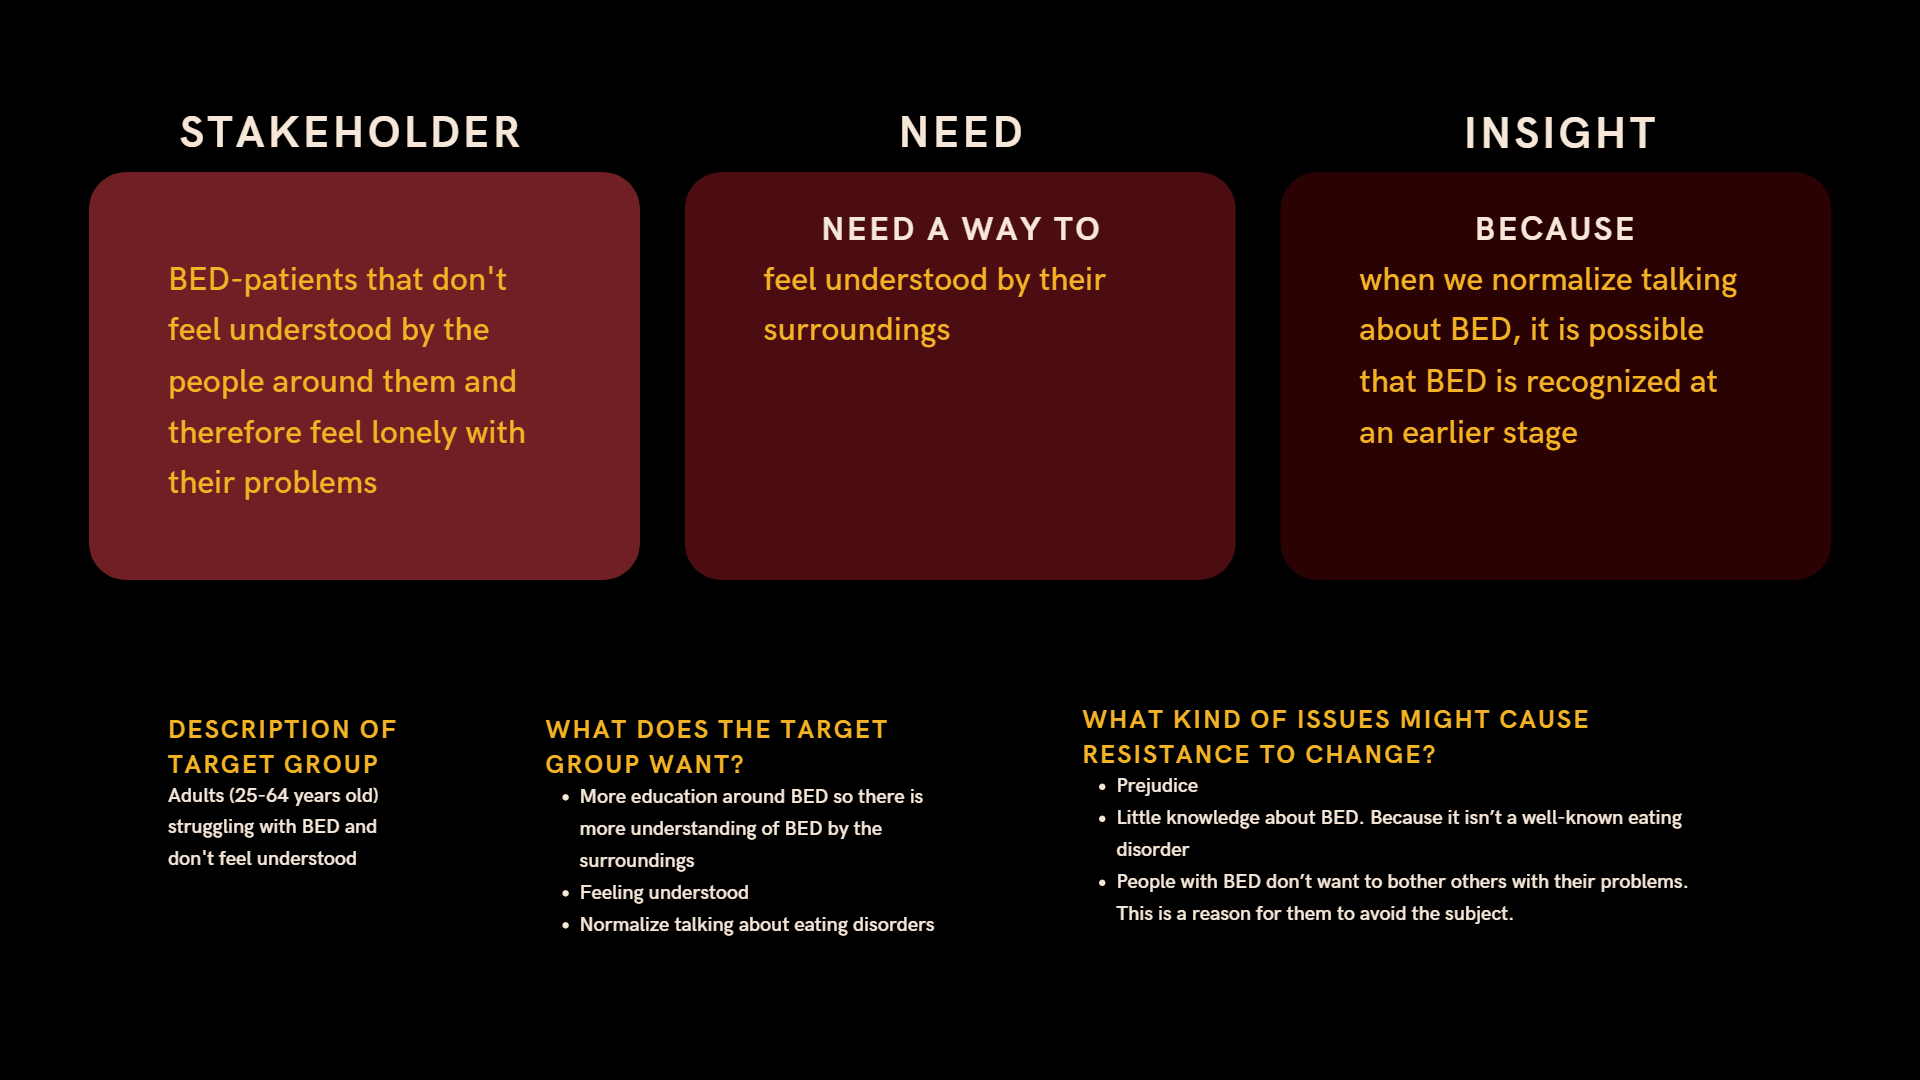 STAKEHOLDER
BED-patients that don't
feel understood by the
people around them and
therefore feel lonely with
their problems
NEED
NEED A WAY TO
feel understood by their
surroundings
INSIGHT
BECAUSE
when we normalize talking
about BED, it is possible
that BED is recognized at
an earlier stage
DESCRIPTION OF
TARGET GROUP
Adults (25-64 years old)
struggling with BED and
don't feel understood
WHAT DOES THE TARGET
GROUP WANT?
• More education around BED so there is
more understanding of BED by the
surroundings
• Feeling understood
• Normalize talking about eating disorders
WHAT KIND OF ISSUES MIGHT CAUSE
RESISTANCE TO CHANGE?
• Prejudice
• Little knowledge about BED. Because it isn’t a well-known eating
disorder
• People with BED don’t want to bother others with their problems.
This is a reason for them to avoid the subject.